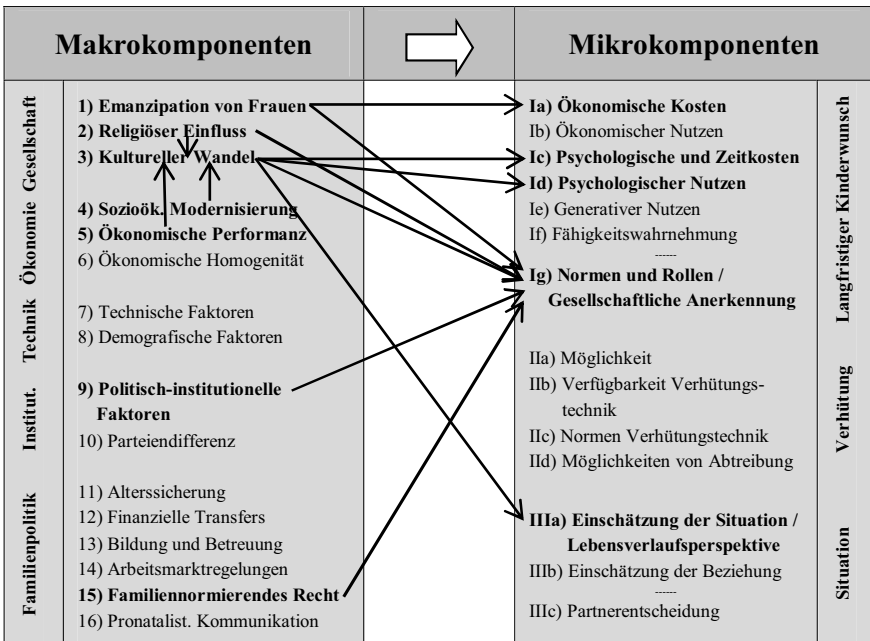 Makrokomponenten
Mikrokomponenten
Gesellschaft
1) Emanzipation von Frauen
2) Religiöser Einfluss
3) Kultureller Wandel
Ökonomie
4) Sozioök. Modernisierung
5) Ökonomische Performanz
6) Ökonomische Homogenität
Technik
7) Technische Faktoren
8) Demografische Faktoren
Institut.
9) Politisch-institutionelle
Faktoren
10) Parteiendifferenz
Familienpolitik
11) Alterssicherung
12) Finanzielle Transfers
13) Bildung und Betreuung
14) Arbeitsmarktregelungen
15) Familiennormierendes Recht
16) Pronatalist. Kommunikation
Ia) Ökonomische Kosten
Ib) Ökonomischer Nutzen
Ic) Psychologische und Zeitkosten
Id) Psychologischer Nutzen
Ie) Generativer Nutzen
If) Fähigkeitswahrnehmung
------
Ig) Normen und Rollen /
Gesellschaftliche Anerkennung
Langfristiger Kinderwunsch
IIa) Möglichkeit
IIb) Verfügbarkeit Verhütungs-
technik
IIc) Normen Verhütungstechnik
IId) Möglichkeiten von Abtreibung
Verhütung
IIIa) Einschätzung der Situation /
Lebensverlaufsperspektive
IIIb) Einschätzung der Beziehung
------
IIIc) Partnerentscheidung
Situation